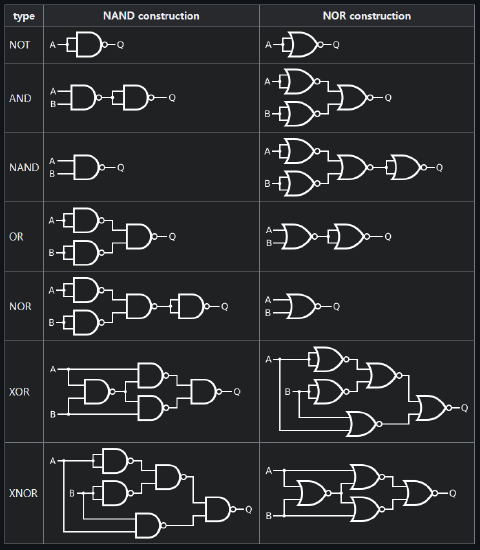 type NAND construction NOR construction
NOT A Q A Q
AND A B Q A B Q
NAND A B Q A B Q
OR A B Q A B Q
NOR A B Q A B Q
XOR A B Q A B Q
XNOR A B Q A B Q